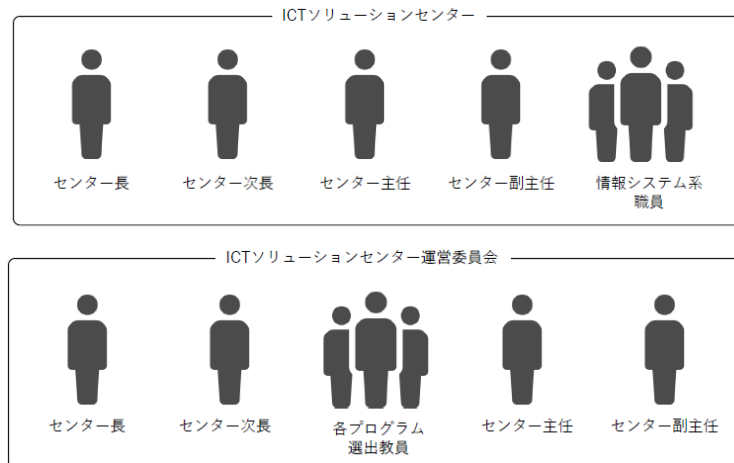 ICTソリューションセンター
センター長
センター次長
センター主任
センター副主任
情報システム系
職員
ICTソリューションセンター運営委員会
センター長
センター次長
各プログラム
選出教員
センター主任
センター副主任